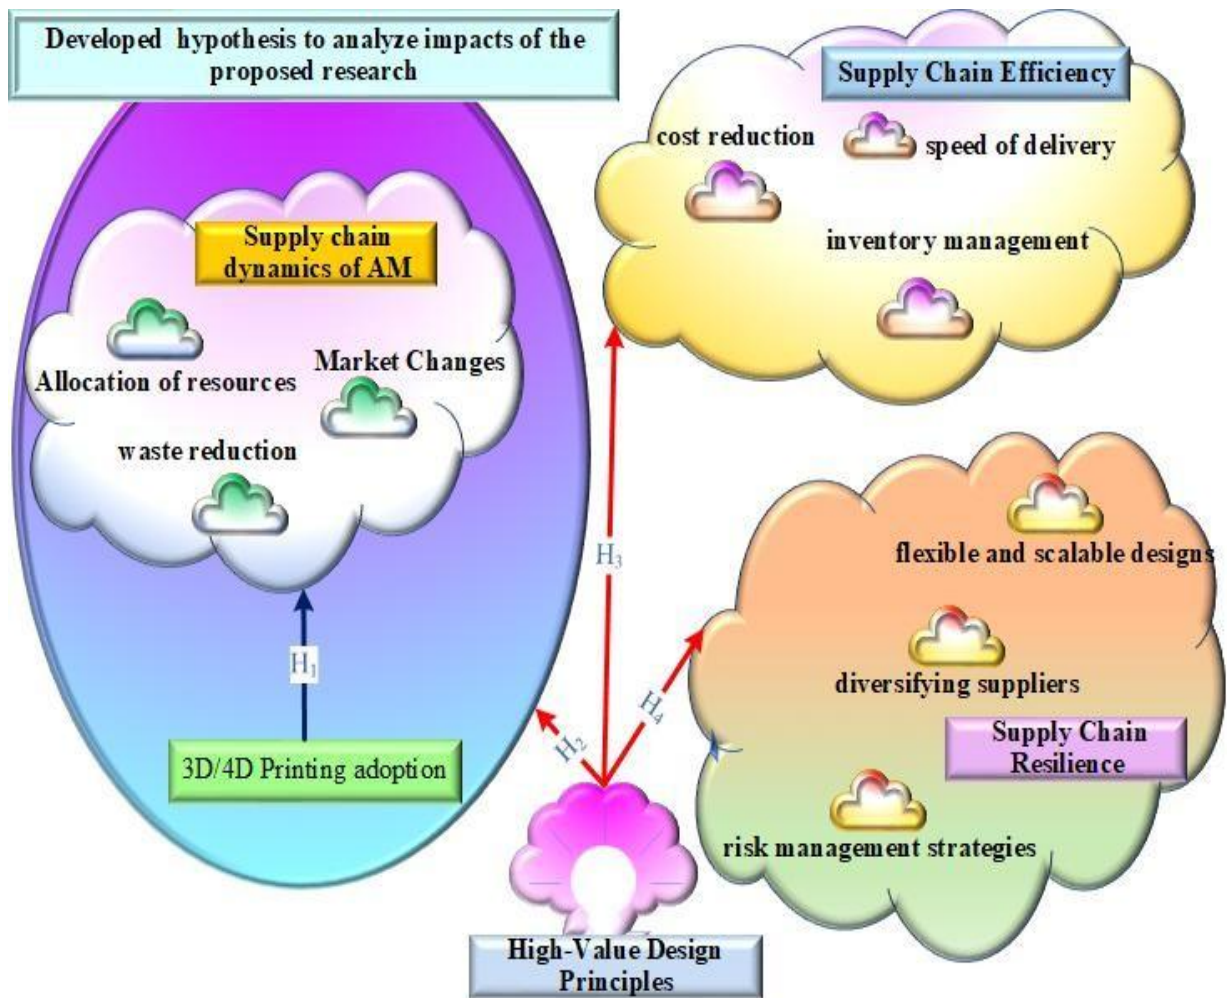 Developed hypothesis to analyze impacts of the
proposed research
Supply chain
dynamics of AM
Allocation of resources
Market Changes
waste reduction
H₁
3D/4D Printing adoption
Supply Chain Efficiency
cost reduction
speed of delivery
inventory management
H₃
H₂
H₄
flexible and scalable designs
diversifying suppliers
Supply Chain
Resilience
risk management strategies
High-Value Design
Principles